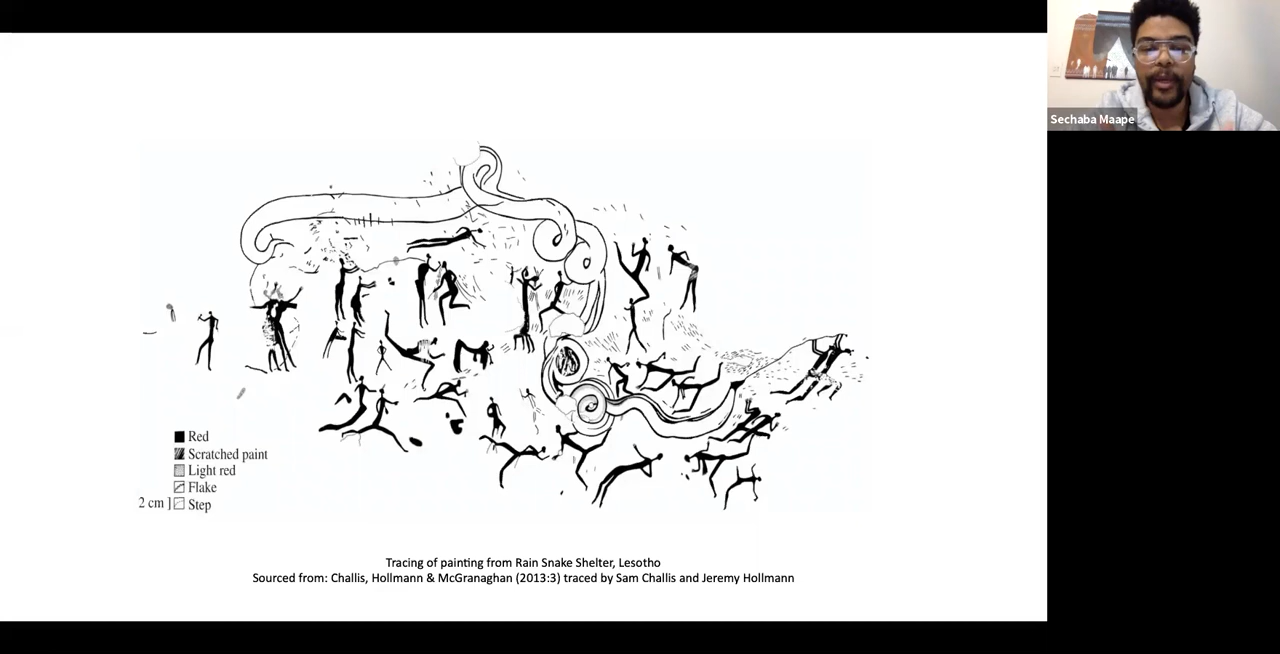 Sechaba Maape
Red
Scratched paint
Light red
Flake
2 cm ] Step
Tracing of painting from Rain Snake Shelter, Lesotho
Sourced from: Challis, Hollmann & McGranaghan (2013:3) traced by Sam Challis and Jeremy Hollmann